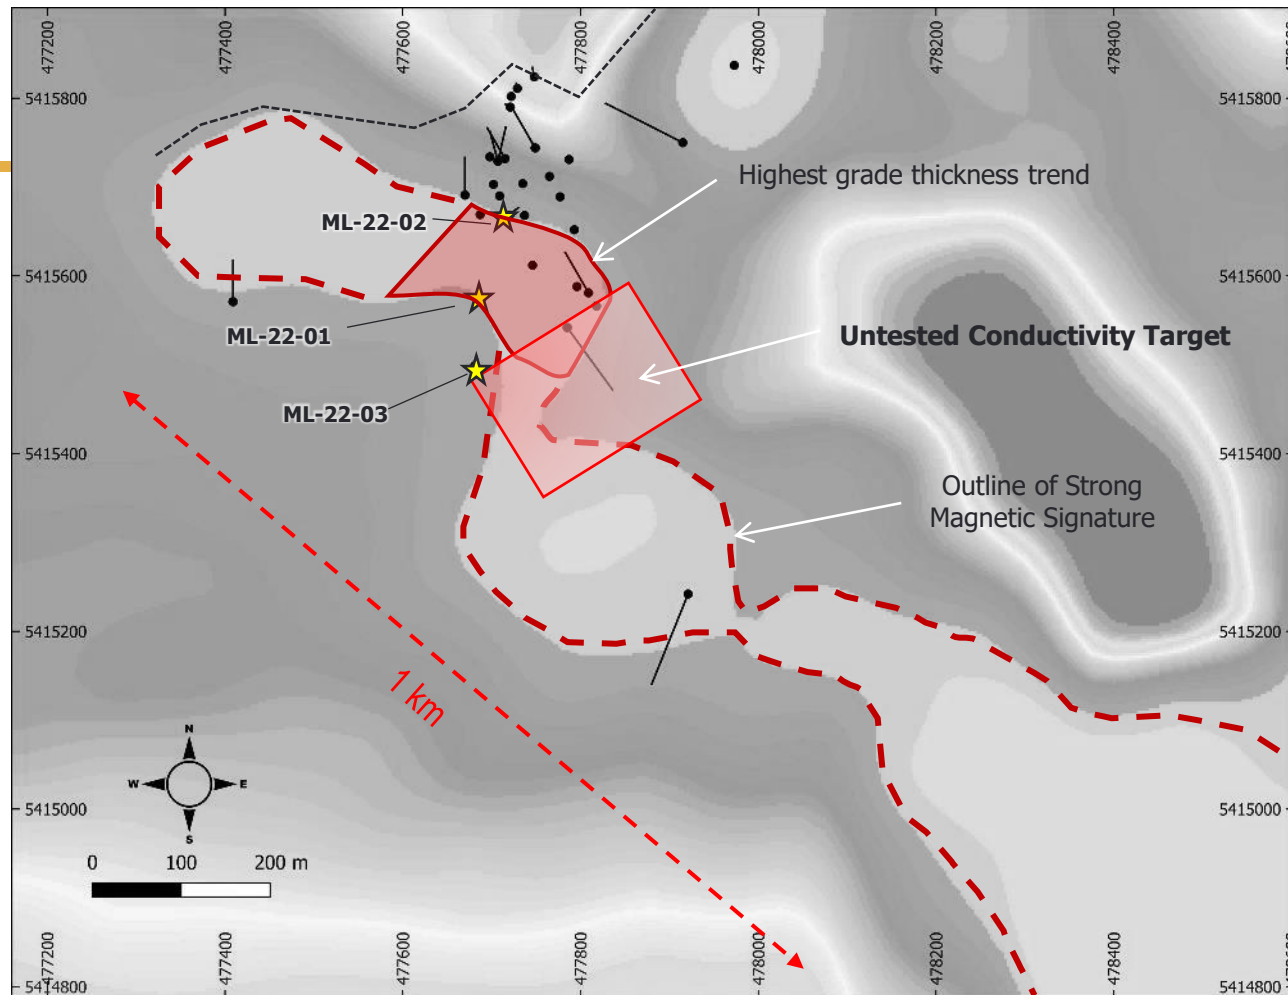 477200
477400
477600
477800
478000
478200
478400
5415800
5415800
Highest grade thickness trend
ML-22-02
5415600
5415600
ML-22-01
Untested Conductivity Target
ML-22-03
5415400
5415400
Outline of Strong
Magnetic Signature
5415200
5415200
1 km
N
W
E
S
5415000
5415000
0
100
200 m
477200
477400
477600
477800
478000
478200
478400
5414800
5414800